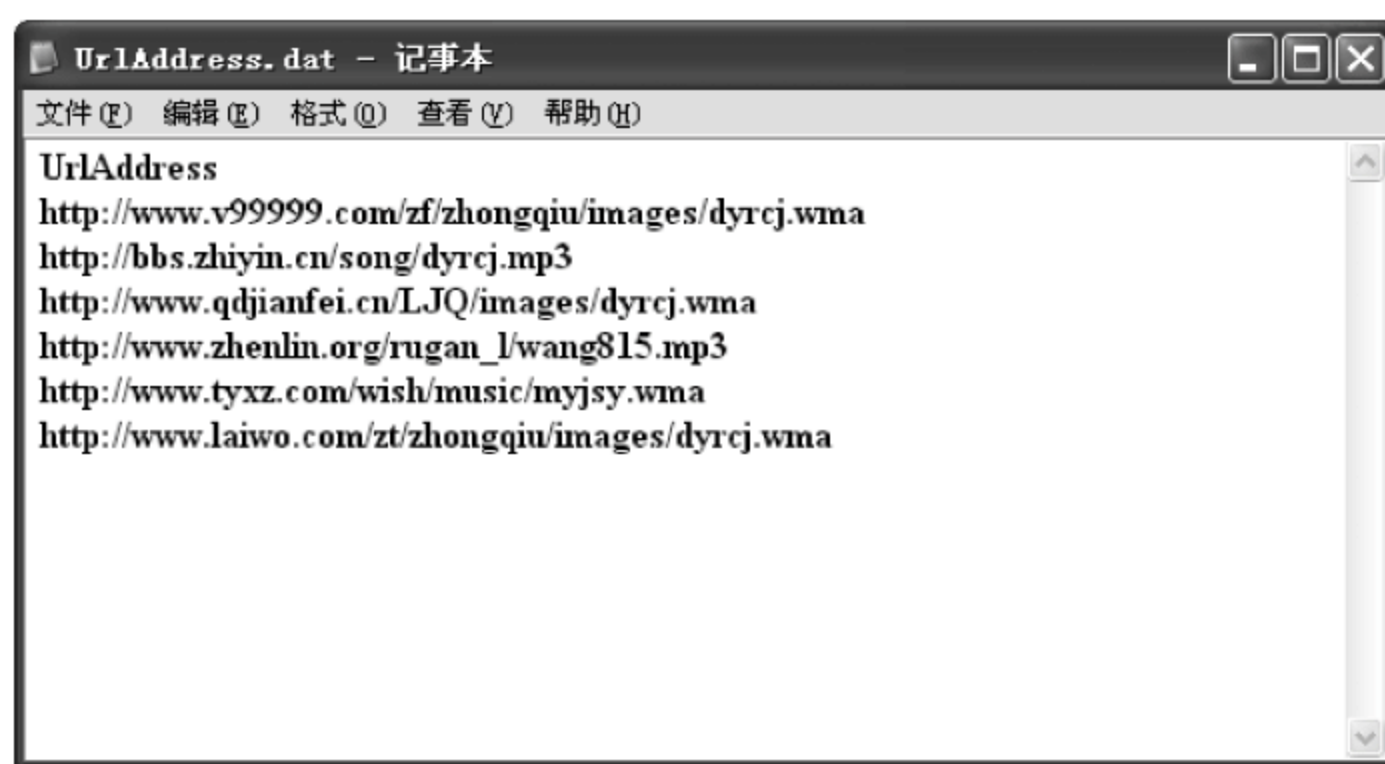 UrlAddress.dat - 记事本
文件(F) 编辑(E) 格式(O) 查看(V) 帮助(H)
UrlAddress
http://www.v99999.com/zf/zhongqiu/images/dyrcj.wma
http://bbs.zhiyin.cn/song/dyrcj.mp3
http://www.qdjianfei.cn/LJQ/images/dyrcj.wma
http://www.zhenlin.org/rugan_l/wang815.mp3
http://www.tyxz.com/wish/music/myjsy.wma
http://www.laiwo.com/zt/zhongqiu/images/dyrcj.wma